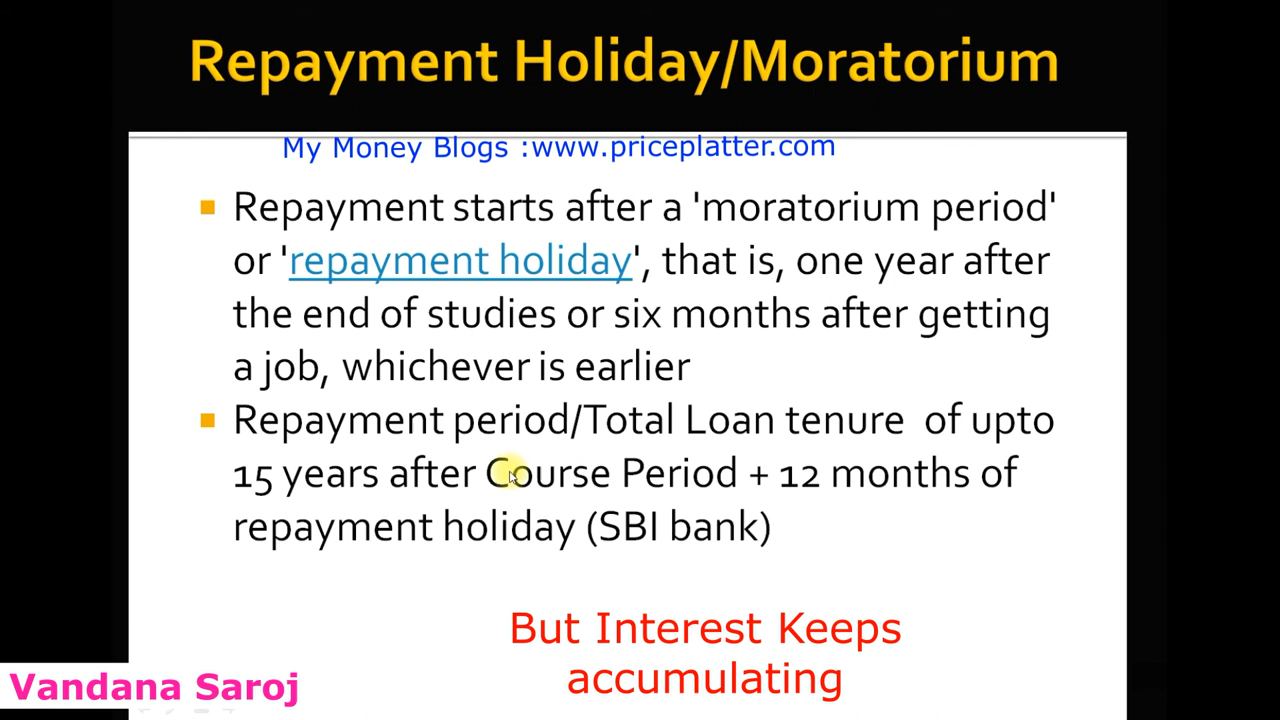 Repayment Holiday/Moratorium
My Money Blogs :www.priceplatter.com
Repayment starts after a 'moratorium period'
or 'repayment holiday', that is, one year after
the end of studies or six months after getting
a job, whichever is earlier
Repayment period/Total Loan tenure of upto
15 years after Course Period + 12 months of
repayment holiday (SBI bank)
But Interest Keeps
accumulating
Vandana Saroj